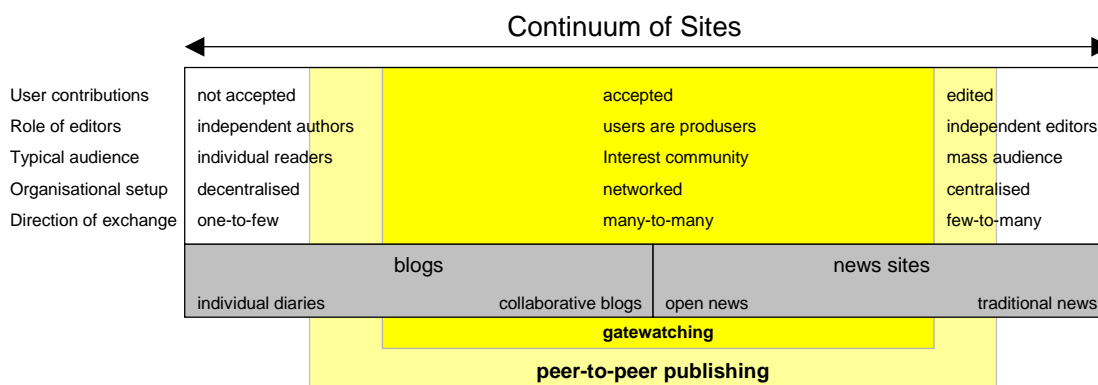 Continuum of Sites
User contributions not accepted accepted edited
Role of editors independent authors users are produsers independent editors
Typical audience individual readers Interest community mass audience
Organisational setup decentralised networked centralised
Direction of exchange one-to-few many-to-many few-to-many
blogs news sites
individual diaries collaborative blogs open news traditional news
gatewatching
peer-to-peer publishing